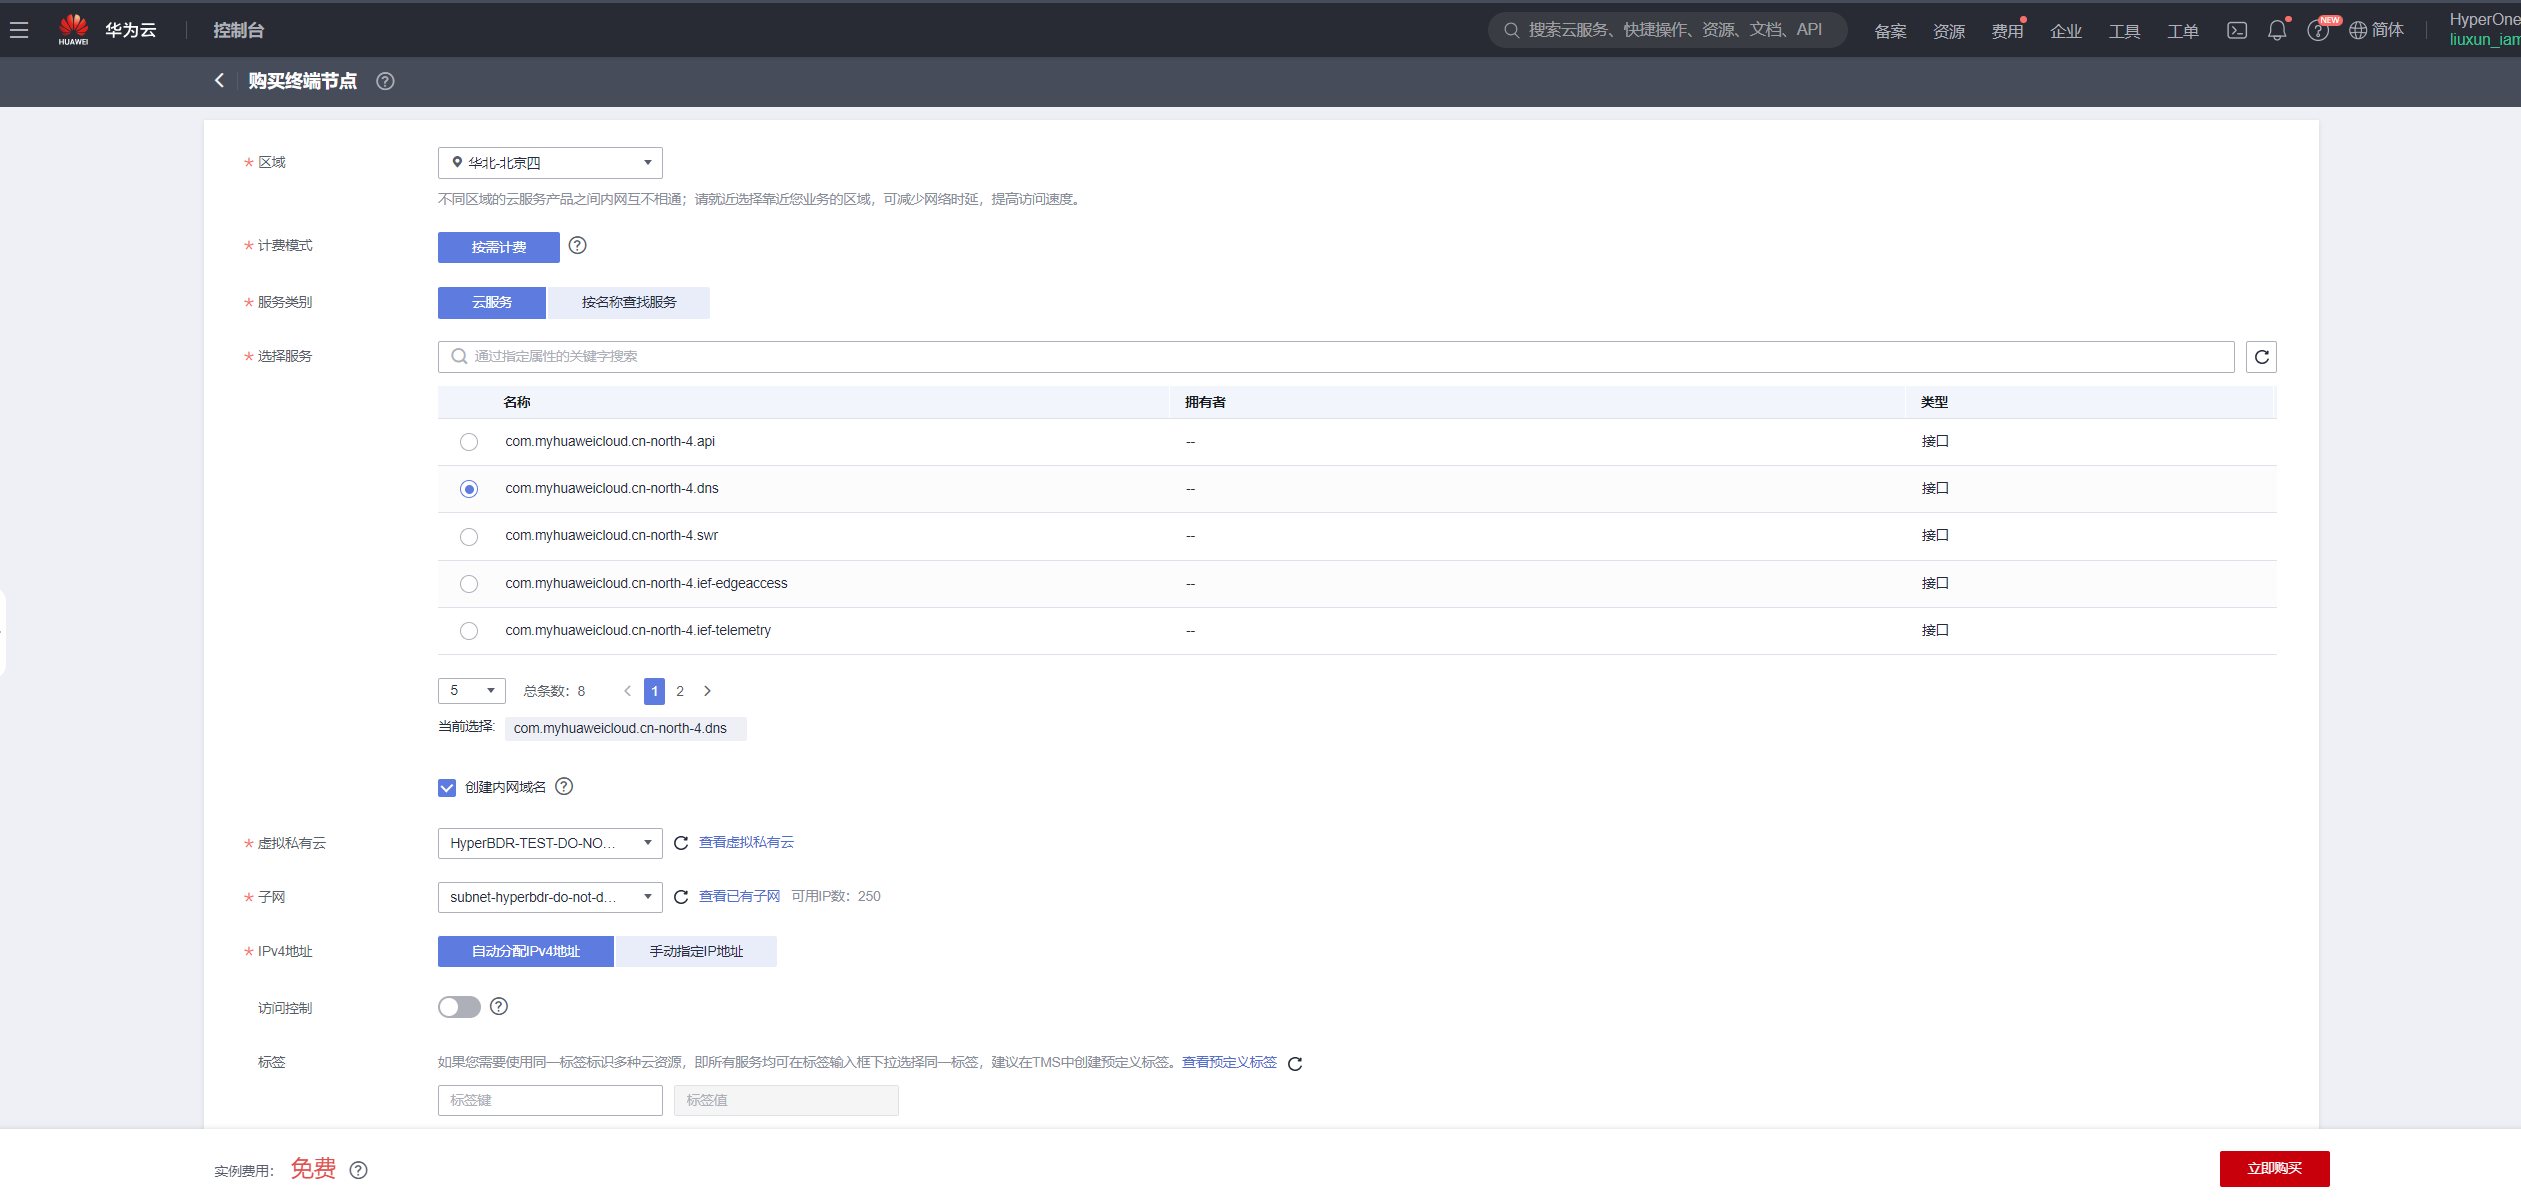 HUAWEI 华为云 控制台 搜索云服务、快捷操作、资源、文档、API 备案 资源 费用 企业 工具 工单 NEW 简体 HyperOne
liuxun_iam
购买终端节点
* 区域 华北-北京四
不同区域的云服务产品之间内网互不相通；请就近选择靠近您业务的区域，可减少网络时延，提高访问速度。
* 计费模式 按需计费
* 服务类别 云服务 按名称查找服务
* 选择服务 通过指定属性的关键字搜索
名称 拥有者 类型
com.myhuaweicloud.cn-north-4.api -- 接口
com.myhuaweicloud.cn-north-4.dns -- 接口
com.myhuaweicloud.cn-north-4.swr -- 接口
com.myhuaweicloud.cn-north-4.ief-edgeaccess -- 接口
com.myhuaweicloud.cn-north-4.ief-telemetry -- 接口
5 总条数：8 < 1 2 >
当前选择: com.myhuaweicloud.cn-north-4.dns
创建内网域名
* 虚拟私有云 HyperBDR-TEST-DO-NO... 查看虚拟私有云
* 子网 subnet-hyperbdr-do-not-d... 查看已有子网 可用IP数：250
* IPv4地址 自动分配IPv4地址 手动指定IP地址
访问控制
标签 如果您需要使用同一标签标识多种云资源，即所有服务均可在标签输入框下拉选择同一标签，建议在TMS中创建预定义标签。查看预定义标签
标签键 标签值
实例费用： 免费 立即购买